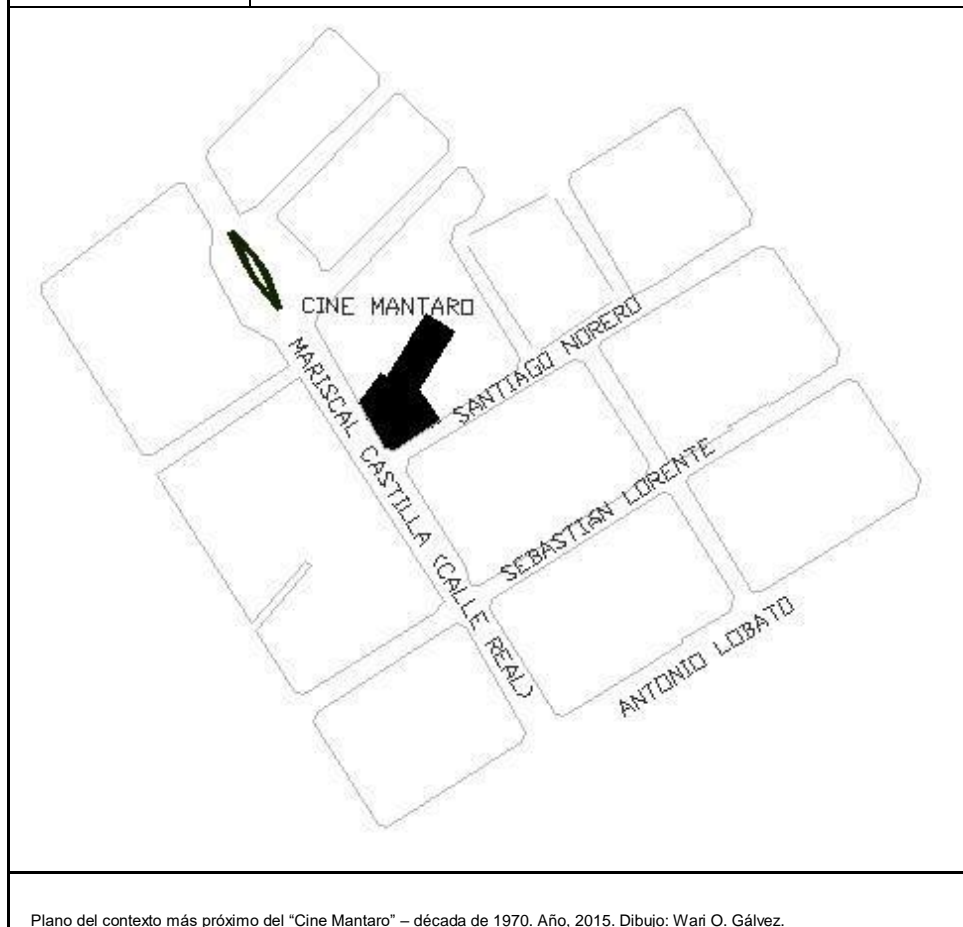 CINE MANTARO
MARISCAL CASTILLA (CALLE REAL)
SANTIAGO NORERO
SEBASTIAN LORENTE
ANTONIO LOBATO
Plano del contexto más próximo del “Cine Mantaro” – década de 1970. Año, 2015. Dibujo: Wari O. Gálvez.